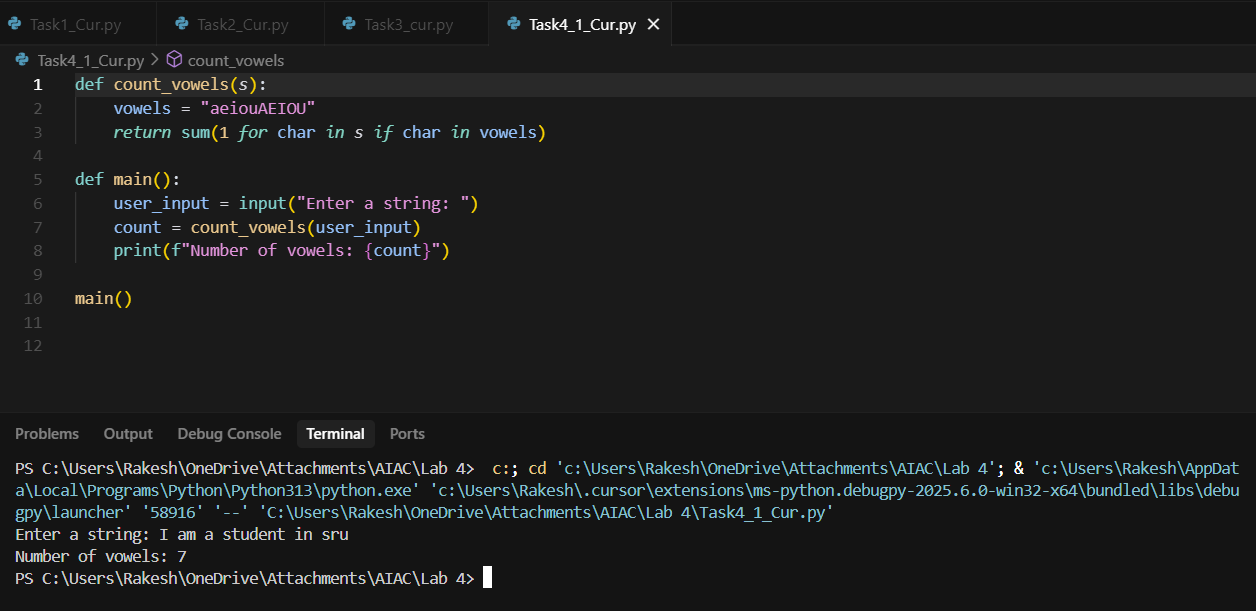 Task1_Cur.py Task2_Cur.py Task3_cur.py Task4_1_Cur.py
Task4_1_Cur.py > count_vowels
1 def count_vowels(s):
2     vowels = "aeiouAEIOU"
3     return sum(1 for char in s if char in vowels)
4
5 def main():
6     user_input = input("Enter a string: ")
7     count = count_vowels(user_input)
8     print(f"Number of vowels: {count}")
9
10 main()
11
12
Problems Output Debug Console Terminal Ports
PS C:\Users\Rakesh\OneDrive\Attachments\AIAC\Lab 4>  c:; cd 'c:\Users\Rakesh\OneDrive\Attachments\AIAC\Lab 4'; & 'c:\Users\Rakesh\AppDat
a\Local\Programs\Python\Python313\python.exe' 'c:\Users\Rakesh\.cursor\extensions\ms-python.debugpy-2025.6.0-win32-x64\bundled\libs\debu
gpy\launcher' '58916' '--' 'C:\Users\Rakesh\OneDrive\Attachments\AIAC\Lab 4\Task4_1_Cur.py'
Enter a string: I am a student in sru
Number of vowels: 7
PS C:\Users\Rakesh\OneDrive\Attachments\AIAC\Lab 4>